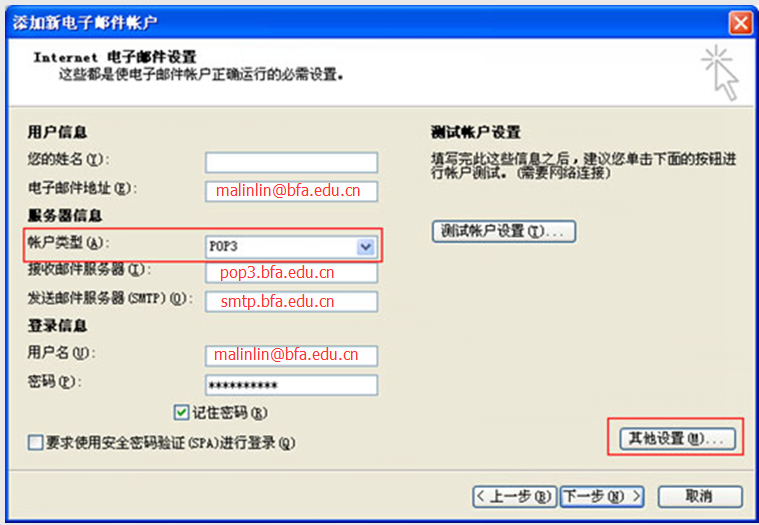 添加新电子邮件帐户
Internet 电子邮件设置
这些都是使电子邮件帐户正确运行的必需设置。
用户信息
您的姓名(Y):
电子邮件地址(E):
malinlin@bfa.edu.cn
服务器信息
帐户类型(A):
POP3
接收邮件服务器(I):
pop3.bfa.edu.cn
发送邮件服务器(SMTP)(O):
smtp.bfa.edu.cn
登录信息
用户名(U):
malinlin@bfa.edu.cn
密码(P):
**********
记住密码(R)
要求使用安全密码验证(SPA)进行登录(Q)
测试帐户设置
填写完此这些信息之后，建议您单击下面的按钮进
行帐户测试。(需要网络连接)
测试帐户设置(T)...
其他设置(M)...
< 上一步(B)
下一步(N) >
取消